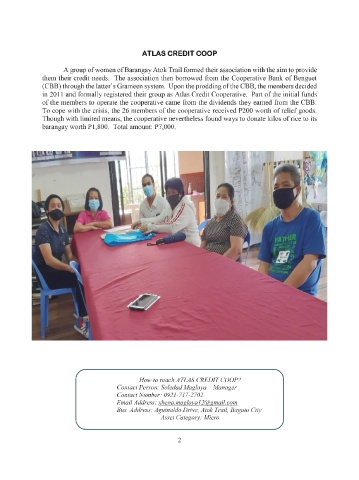 ATLAS CREDIT COOP
A group of women of Barangay Atok Trail formed their association with the aim to provide
them their credit needs. The association then borrowed from the Cooperative Bank of Benguet
(CBB) through the latter's Grameen system. Upon the prodding of the CBB, the members decided
in 2011 and formally registered their group as Atlas Credit Cooperative. Part of the initial funds
of the members to operate the cooperative came from the dividends they earned from the CBB.
To cope with the crisis, the 26 members of the cooperative received P200 worth of relief goods.
Though with limited means, the cooperative nevertheless found ways to donate kilos of rice to its
barangay worth P1,800. Total amount: P7,000.
How to reach ATLAS CREDIT COOP?
Contact Person: Soledad Magloya – Manager
Contact Number: 0921-717-2702
Email Address: shena.magloya12@gmail.com
Bus. Address: Aguinaldo Drive, Atok Trail, Baguio City
Asset Category: Micro
2